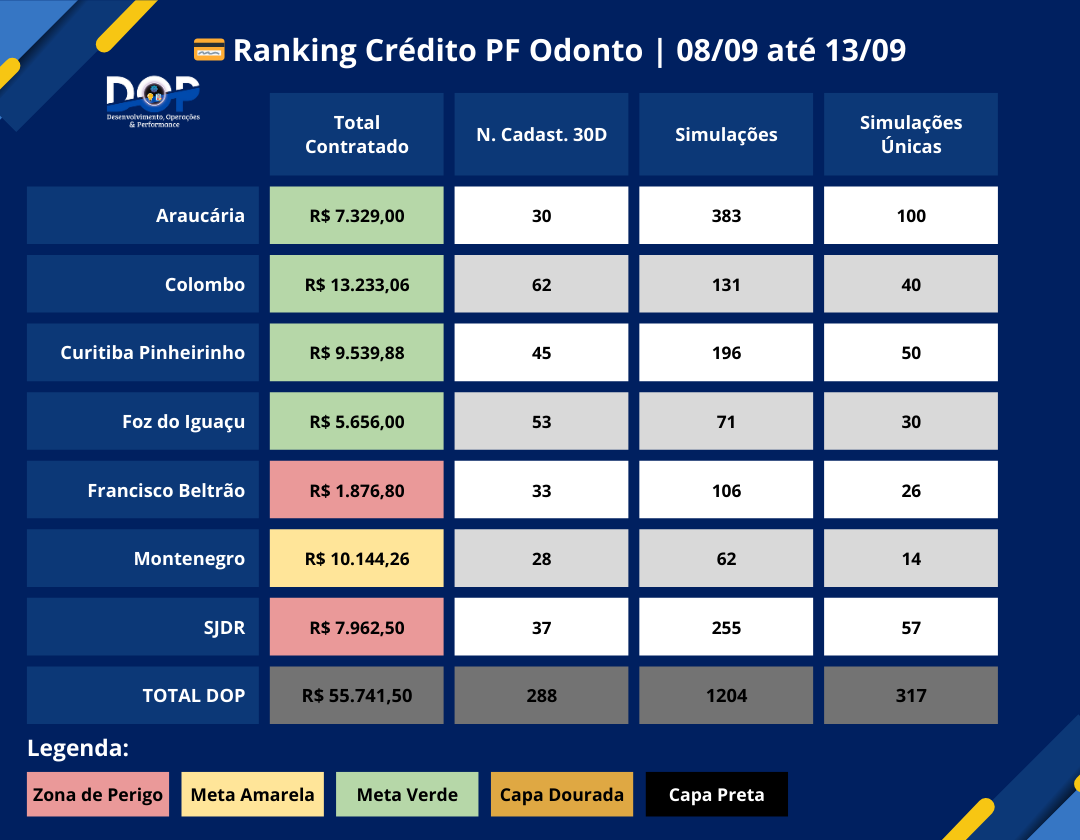 💳 Ranking Crédito PF Odonto | 08/09 até 13/09
DOP
Desenvolvimento, Operações
& Performance
Total
Contratado
N. Cadast. 30D
Simulações
Simulações
Únicas
Araucária R$ 7.329,00 30 383 100
Colombo R$ 13.233,06 62 131 40
Curitiba Pinheirinho R$ 9.539,88 45 196 50
Foz do Iguaçu R$ 5.656,00 53 71 30
Francisco Beltrão R$ 1.876,80 33 106 26
Montenegro R$ 10.144,26 28 62 14
SJDR R$ 7.962,50 37 255 57
TOTAL DOP R$ 55.741,50 288 1204 317
Legenda:
Zona de Perigo Meta Amarela Meta Verde Capa Dourada Capa Preta